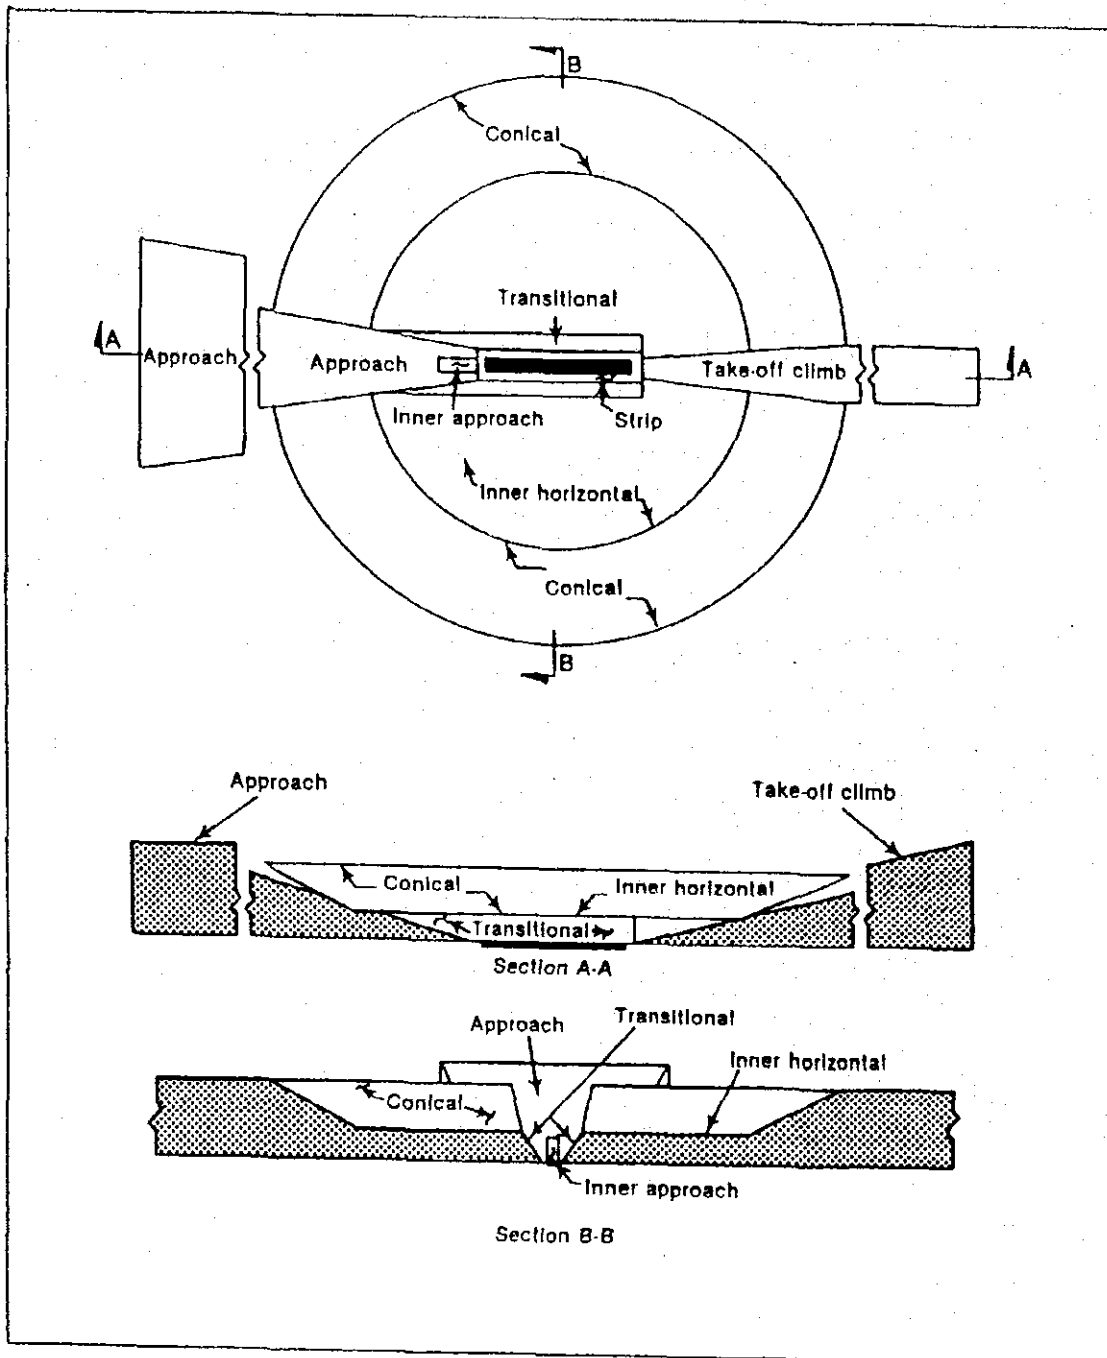 B
Conical
Transitional
A
Approach
Approach
Take-off climb
A
Inner approach
Strip
Inner horizontal
Conical
B
Approach
Take-off climb
Conical
Inner horizontal
Transitional
Section A-A
Approach
Transitional
Inner horizontal
Conical
Inner approach
Section B-B